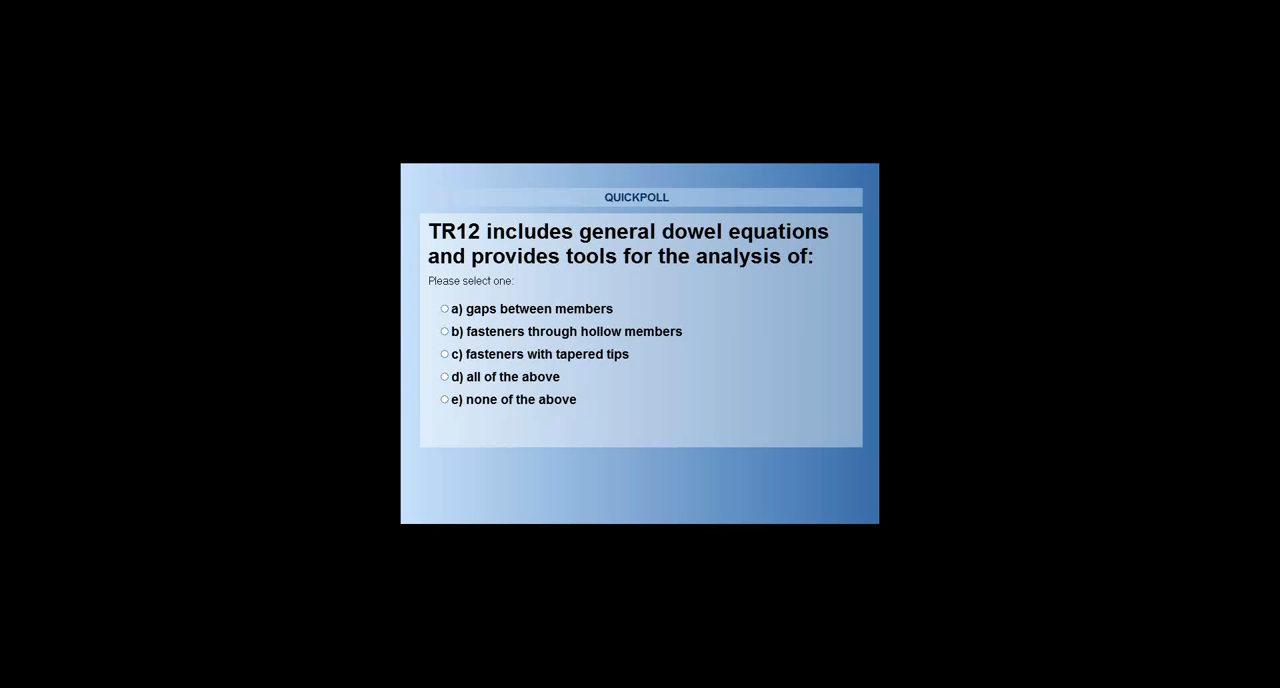 QUICKPOLL
TR12 includes general dowel equations
and provides tools for the analysis of:
Please select one:
a) gaps between members
b) fasteners through hollow members
c) fasteners with tapered tips
d) all of the above
e) none of the above